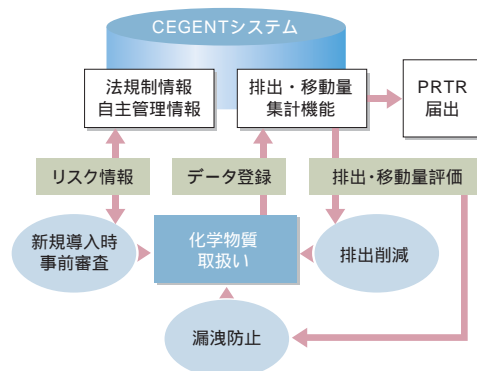 CEGENTシステム
法規制情報
自主管理情報
排出・移動量
集計機能
PRTR
届出
リスク情報
データ登録
排出・移動量評価
新規導入時
事前審査
化学物質
取扱い
排出削減
漏洩防止